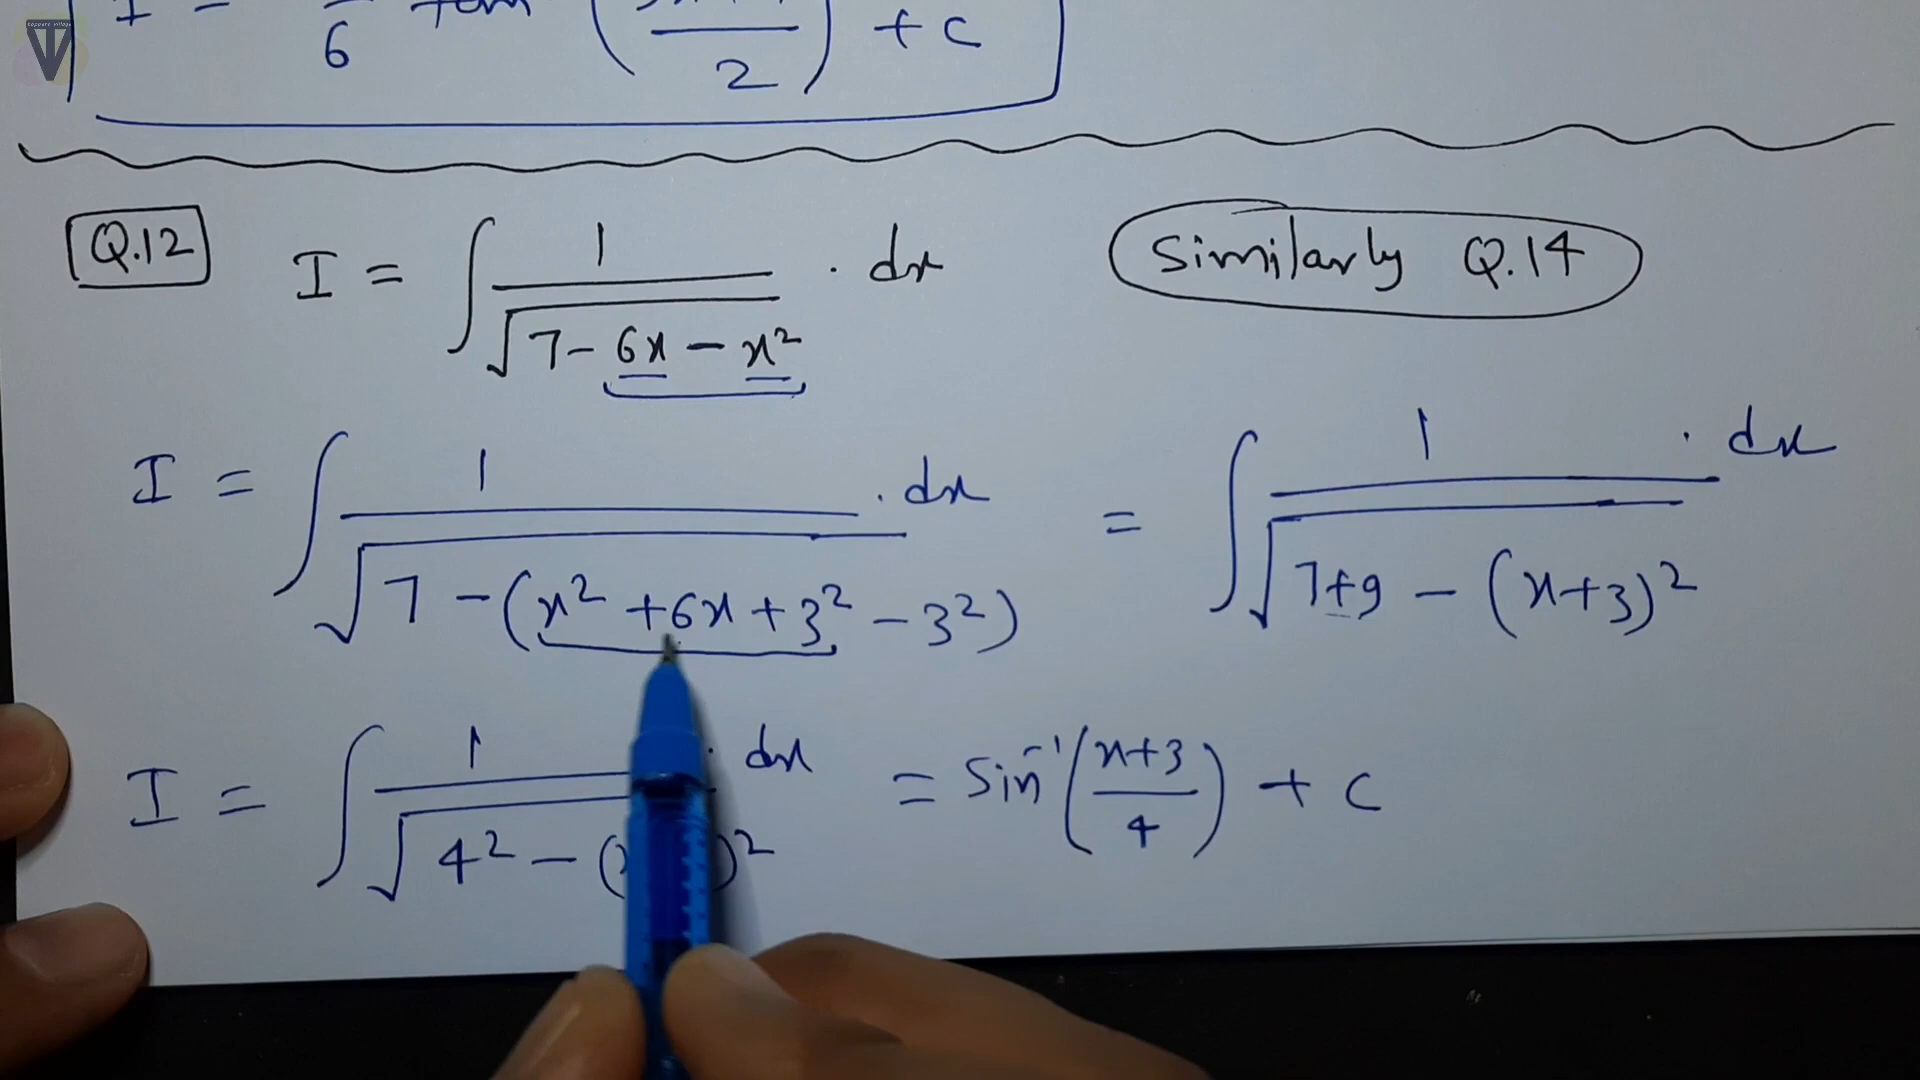 6 2 + c
Q.12 I = ∫ 1/√(7 - 6x - x²) . dx Similarly Q.14
I = ∫ 1/√(7 - (x² + 6x + 3² - 3²)) . dx = ∫ 1/√(7+9 - (x+3)²) . dx
I = ∫ 1/√(4² - ( )²) . dx = sin⁻¹((x+3)/4) + c